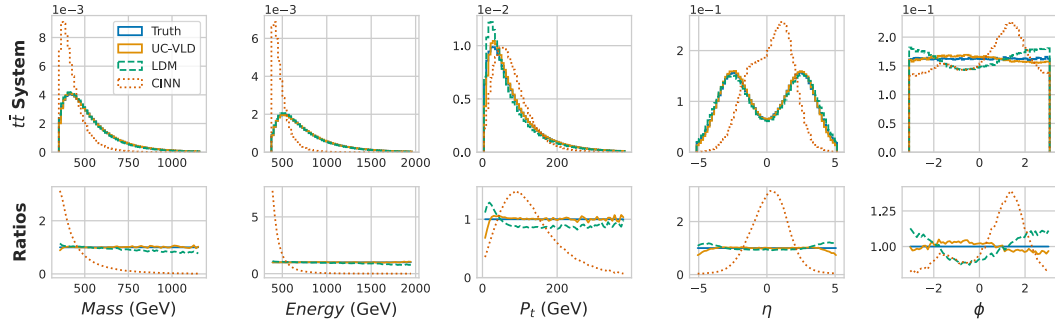 1e−3
1e−3
1e−2
1e−1
1e−1
Truth
UC-VLD
LDM
CINN
tt̄ System
0 2 4 6 8
500 750 1000
0 2 4 6
500 1000 1500 2000
0.0 0.5 1.0
0 200
0 1 2
−5 0 5
0.0 0.5 1.0 1.5 2.0
−2 0 2
Ratios
0 2
500 750 1000
0 5
500 1000 1500 2000
0 1
0 200
0 2
−5 0 5
1.00 1.25
−2 0 2
Mass (GeV)
Energy (GeV)
Pt (GeV)
η
ϕ